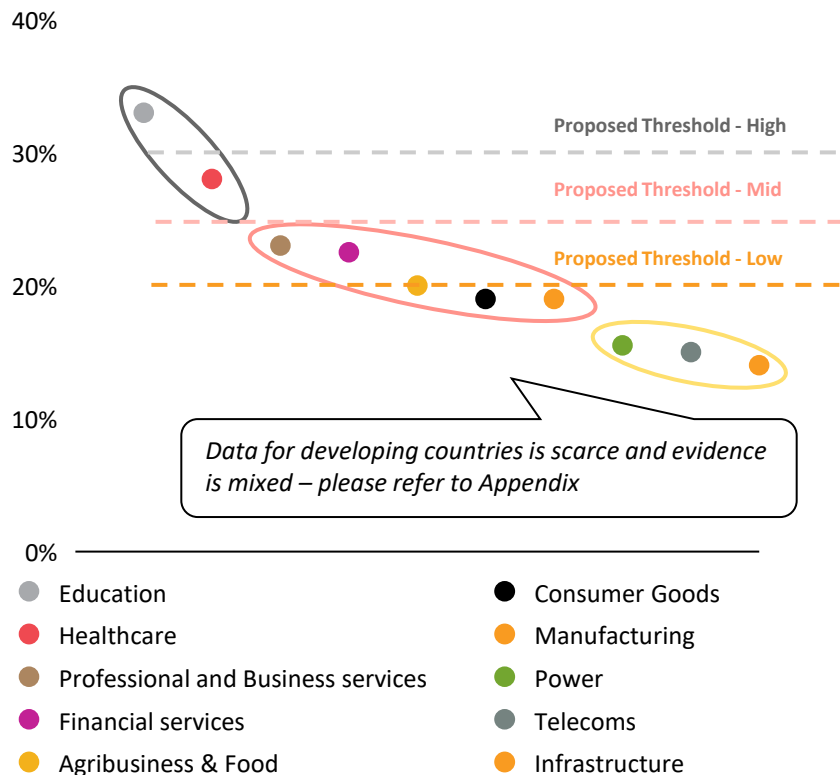 40%
Proposed Threshold - High
30%
Proposed Threshold - Mid
Proposed Threshold - Low
20%
10%
Data for developing countries is scarce and evidence
is mixed – please refer to Appendix
0%
Education
Healthcare
Professional and Business services
Financial services
Agribusiness & Food
Consumer Goods
Manufacturing
Power
Telecoms
Infrastructure